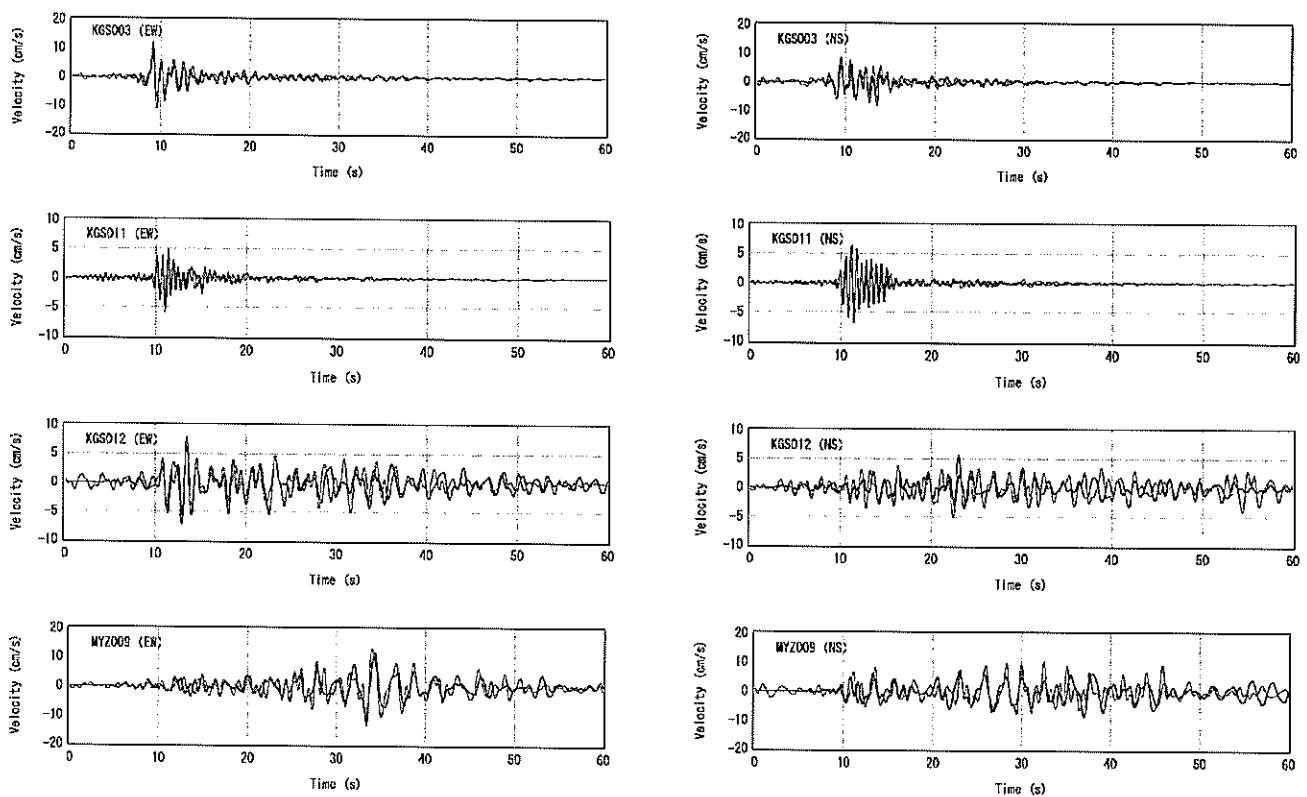 Velocity (cm/s)
20
10
0
-10
-20
KGS003 (EW)
0 10 20 30 40 50 60
Time (s)
Velocity (cm/s)
20
10
0
-10
-20
KGS003 (NS)
0 10 20 30 40 50 60
Time (s)
Velocity (cm/s)
10
5
0
-5
-10
KGS011 (EW)
0 10 20 30 40 50 60
Time (s)
Velocity (cm/s)
10
5
0
-5
-10
KGS011 (NS)
0 10 20 30 40 50 60
Time (s)
Velocity (cm/s)
10
5
0
-5
-10
KGS012 (EW)
0 10 20 30 40 50 60
Time (s)
Velocity (cm/s)
10
5
0
-5
-10
KGS012 (NS)
0 10 20 30 40 50 60
Time (s)
Velocity (cm/s)
20
10
0
-10
-20
MYZ009 (EW)
0 10 20 30 40 50 60
Time (s)
Velocity (cm/s)
20
10
0
-10
-20
MYZ009 (NS)
0 10 20 30 40 50 60
Time (s)